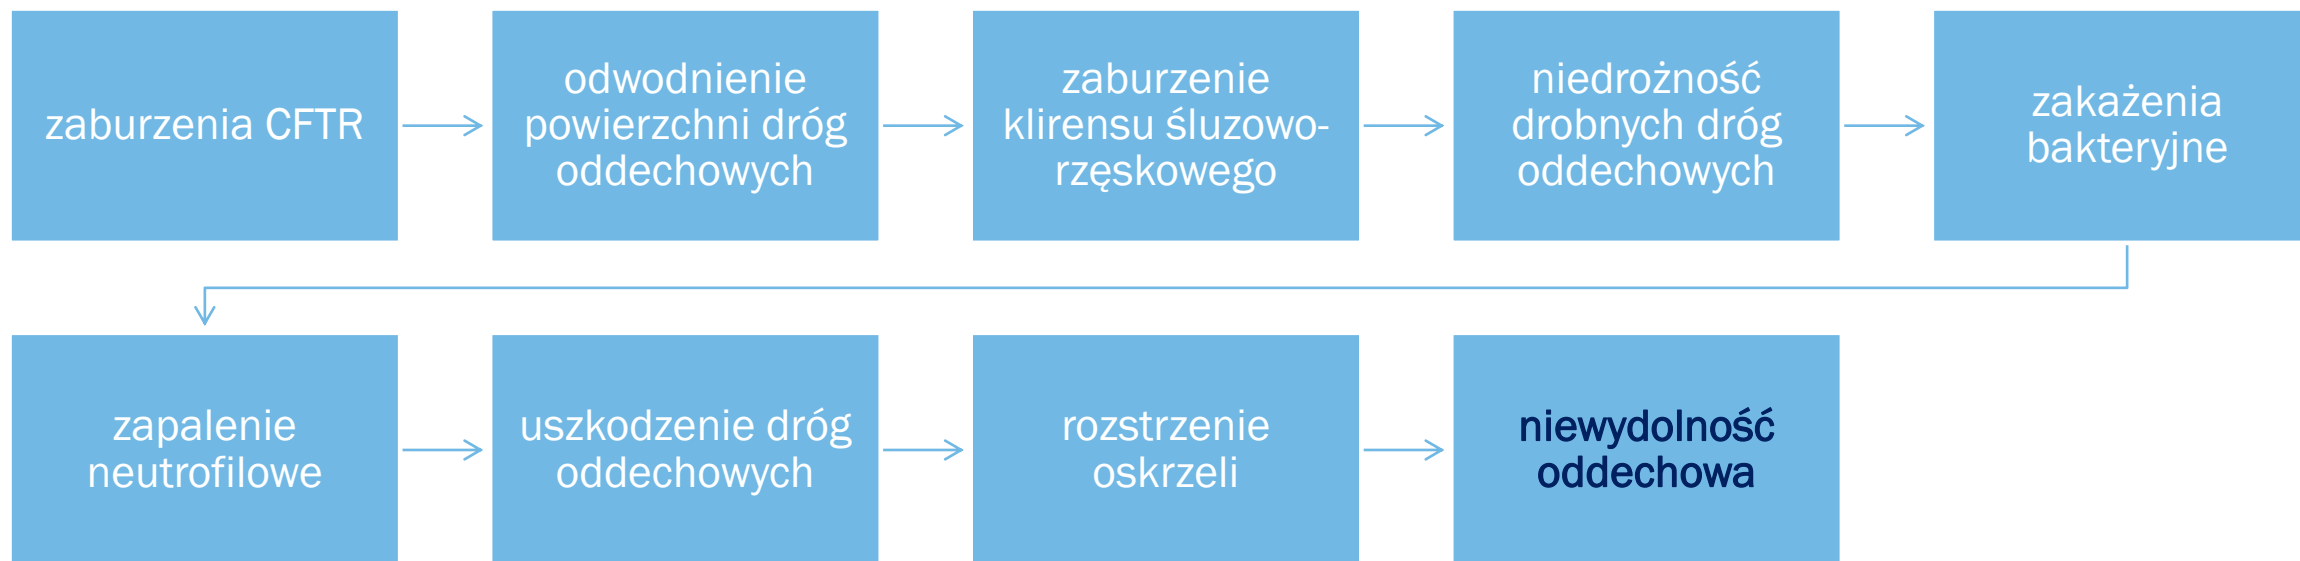 zaburzenia CFTR
odwodnienie
powierzchni dróg
oddechowych
zaburzenie
klirensu śluzowo-
rzęskowego
niedrożność
drobnych dróg
oddechowych
zakażenia
bakteryjne
zapalenie
neutrofilowe
uszkodzenie dróg
oddechowych
rozstrzenie
oskrzeli
niewydolność
oddechowa